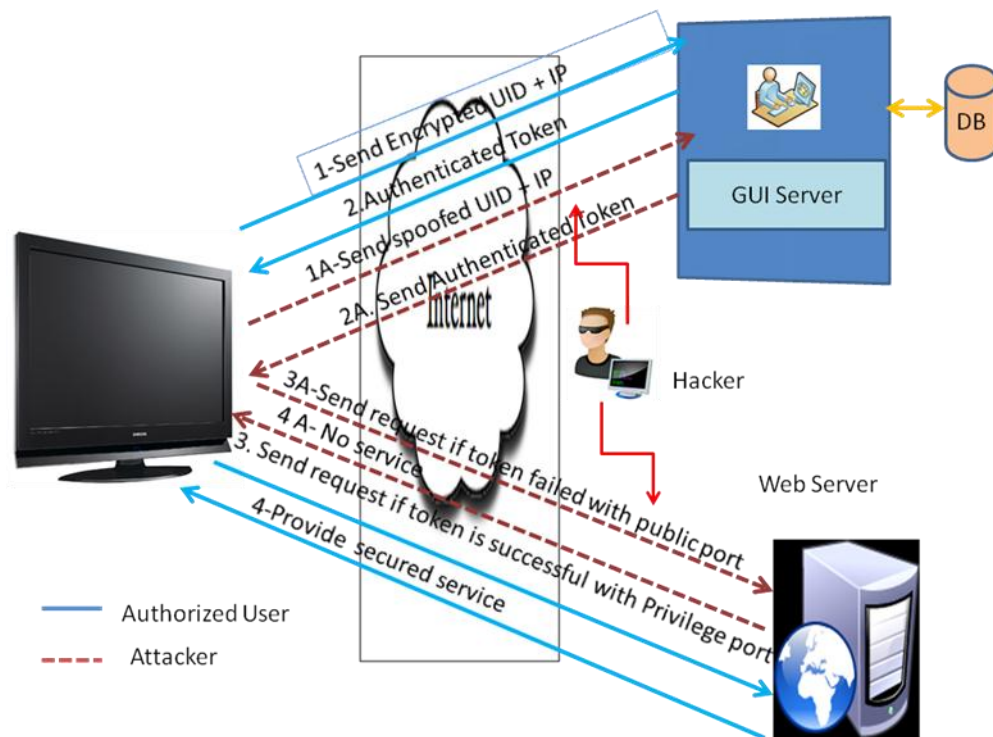 1-Send Encrypted UID + IP
2.Authenticated Token
1A-Send spoofed UID – IP
2A. Send Authenticated Token
GUI Server
DB
Internet
Hacker
3A-Send request if token failed with public port
4 A- No service
3. Send request if token is successful with Privilege port
4-Provide secured service
Web Server
Authorized User
Attacker